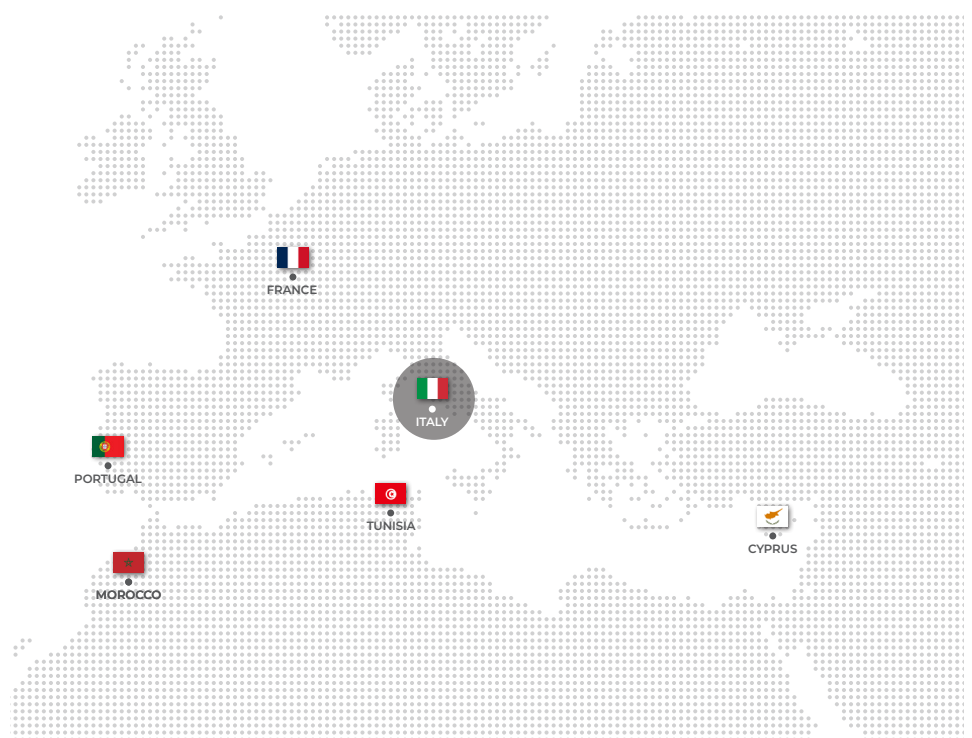 FRANCE
ITALY
PORTUGAL
TUNISIA
CYPRUS
MOROCCO